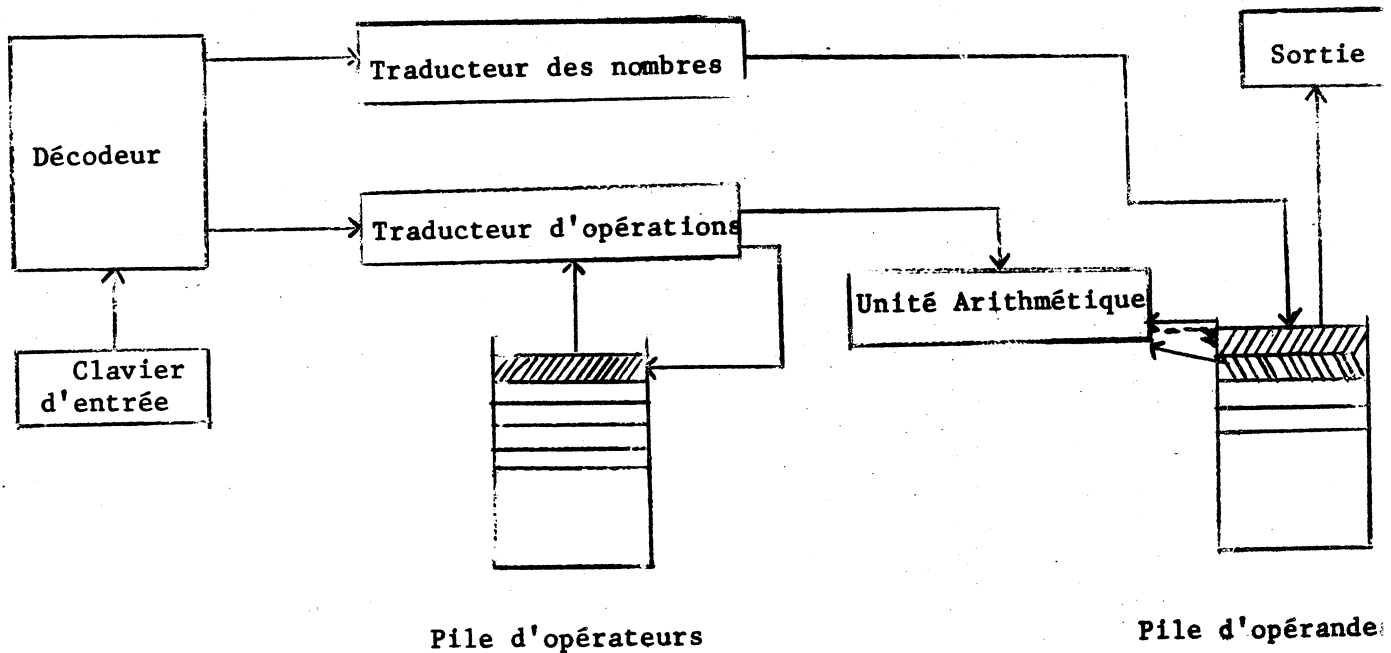 Traducteur des nombres
Sortie
Décodeur
Traducteur d'opérations
Unité Arithmétique
Clavier
d'entrée
Pile d'opérateurs
Pile d'opérande